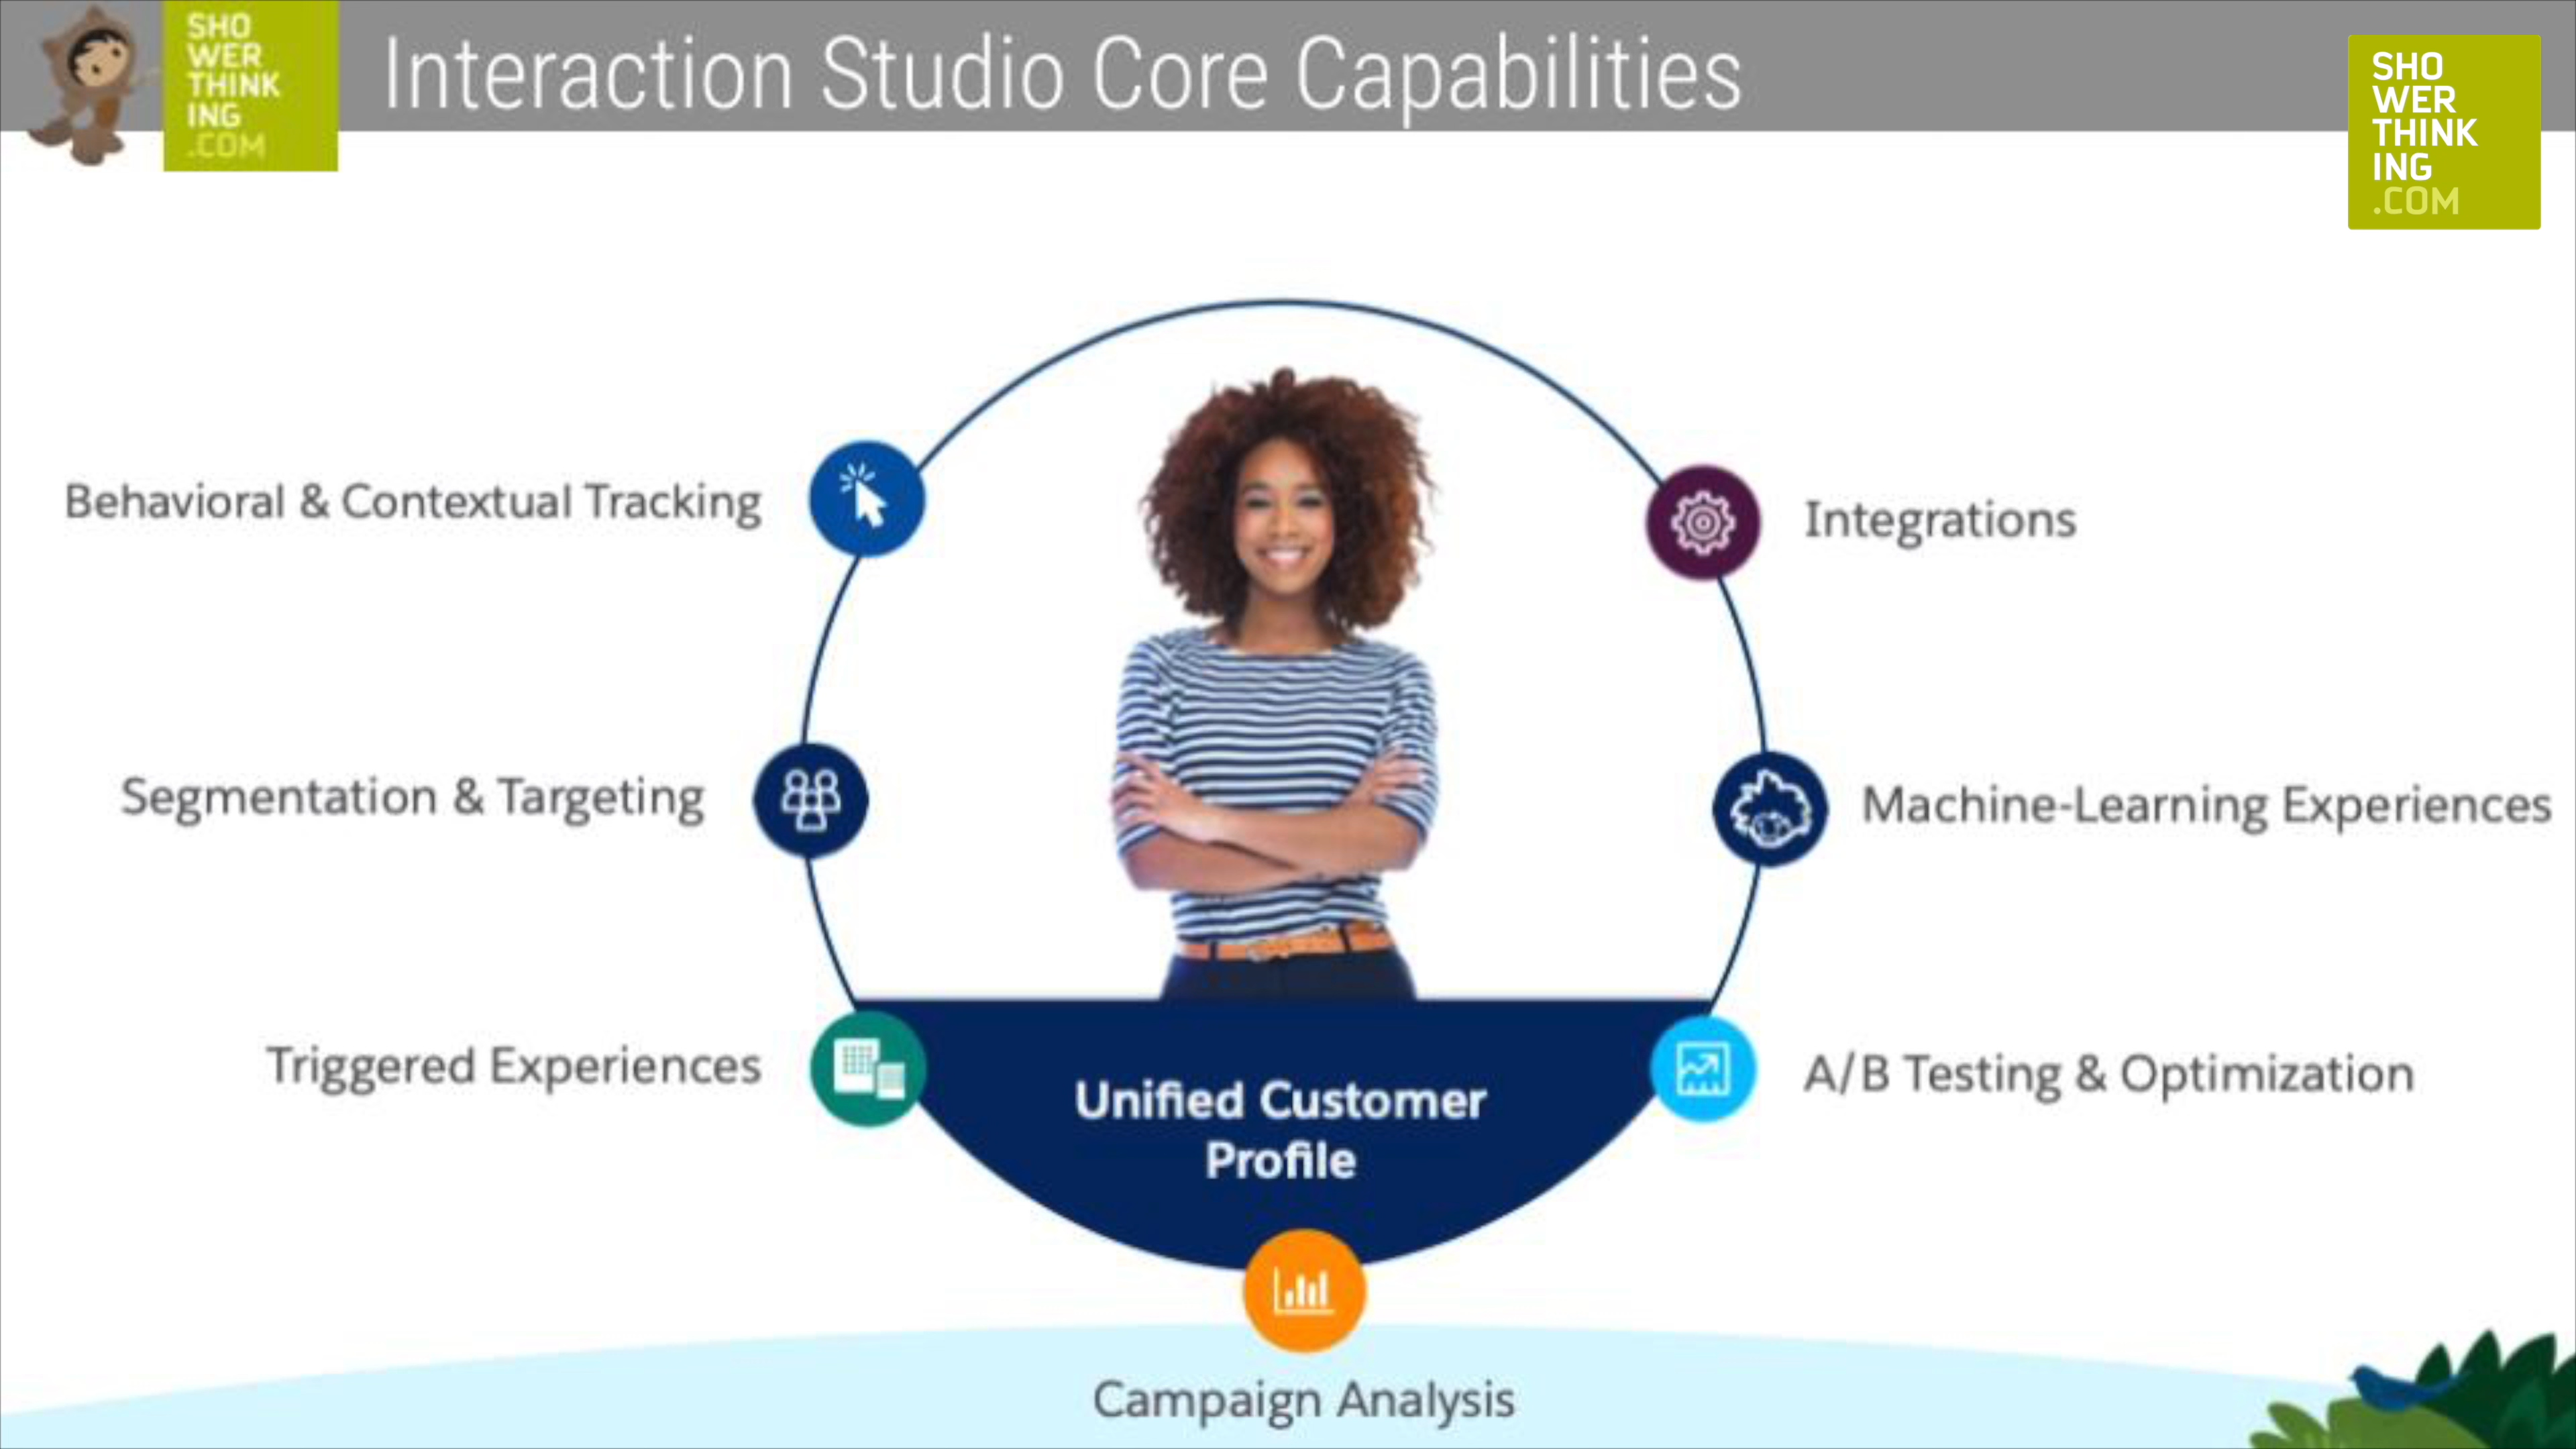 SHO
WER
THINK
ING
.COM
Interaction Studio Core Capabilities
SHO
WER
THINK
ING
.COM
Behavioral & Contextual Tracking
Integrations
Segmentation & Targeting
Machine-Learning Experiences
Triggered Experiences
A/B Testing & Optimization
Unified Customer
Profile
Campaign Analysis